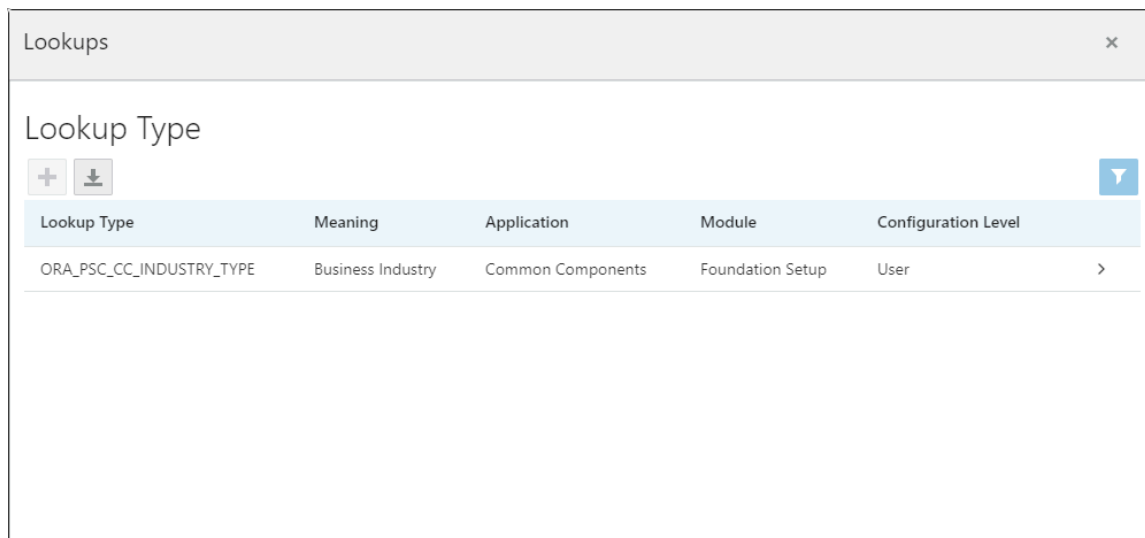 Lookups
Lookup Type
Lookup Type Meaning Application Module Configuration Level
ORA_PSC_CC_INDUSTRY_TYPE Business Industry Common Components Foundation Setup User